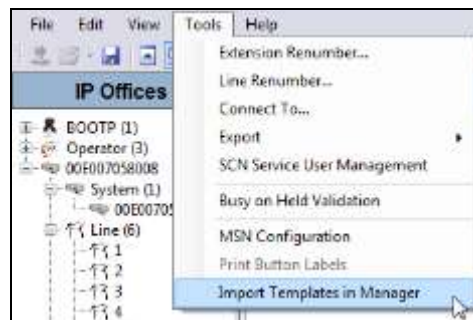 File Edit View Tools Help
IP Offices
BOOTP (1)
Operator (3)
00E007058008
System (1)
00E00705
Line (6)
1
2
3
4
Extension Renumber...
Line Renumber...
Connect To...
Export
SCN Service User Management
Busy on Held Validation
MSN Configuration
Print Button Labels
Import Templates in Manager